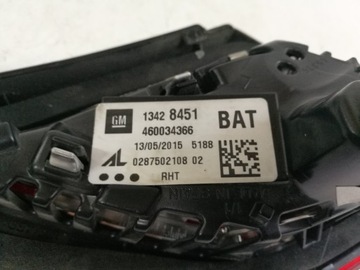 GM 1342 8451 BAT
460034366
13/05/2015 5188
AL 0287502108 02
RHT